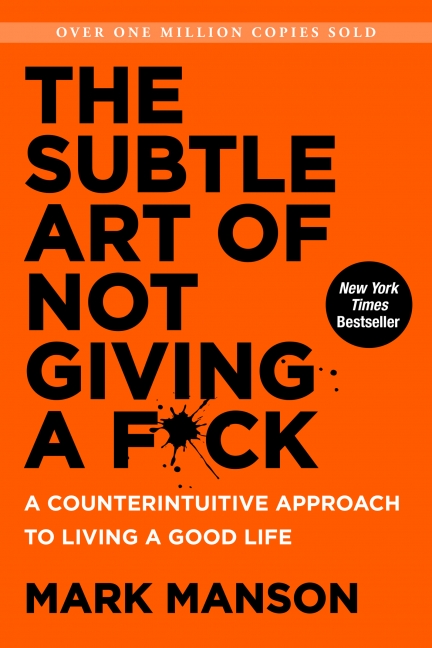 OVER ONE MILLION COPIES SOLD
THE
SUBTLE
ART OF
NOT
GIVING
A F*CK
New York
Times
Bestseller
A COUNTERINTUITIVE APPROACH
TO LIVING A GOOD LIFE
MARK MANSON